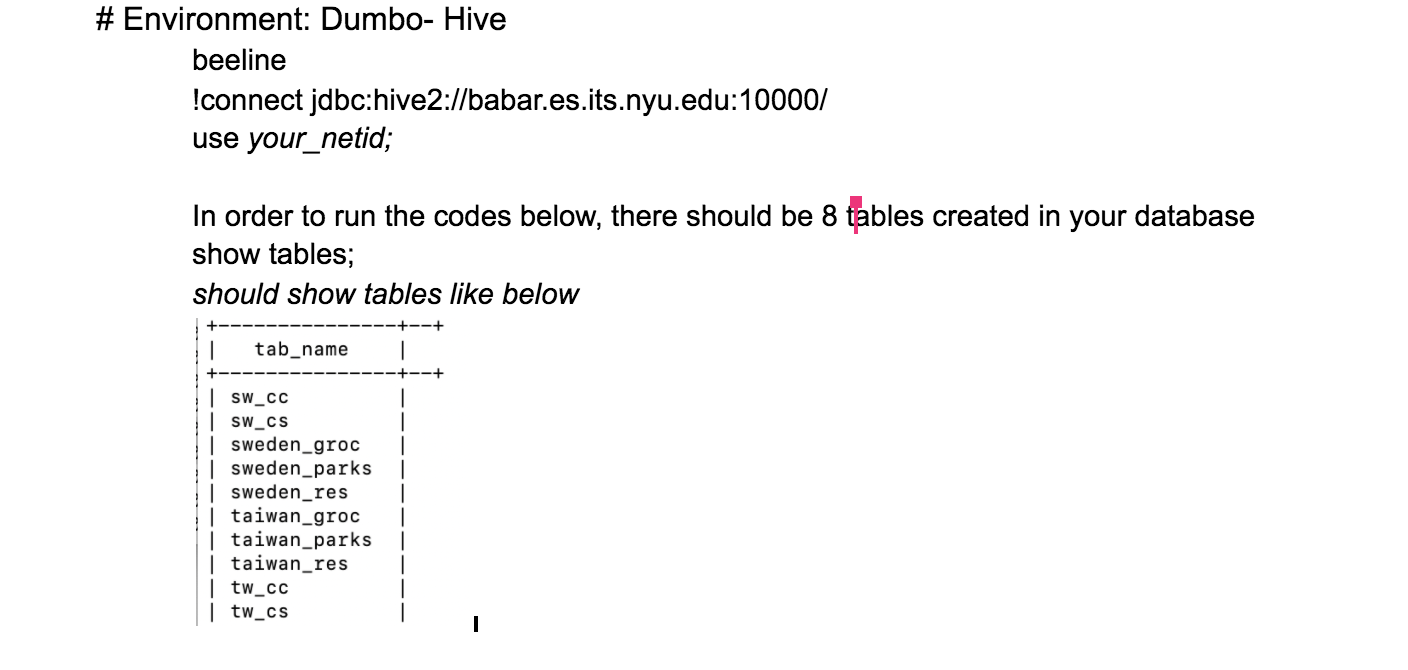 # Environment: Dumbo- Hive
beeline
!connect jdbc:hive2://babar.es.its.nyu.edu:10000/
use your_netid;
In order to run the codes below, there should be 8 tables created in your database
show tables;
should show tables like below
+---------------+--+
|   tab_name    |
+---------------+--+
| sw_cc         |
| sw_cs         |
| sweden_groc   |
| sweden_parks  |
| sweden_res    |
| taiwan_groc   |
| taiwan_parks  |
| taiwan_res    |
| tw_cc         |
| tw_cs         |